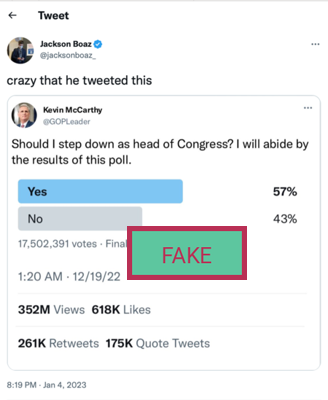 Tweet
Jackson Boaz
@jacksonboaz_
crazy that he tweeted this
Kevin McCarthy
@GOPLeader
Should I step down as head of Congress? I will abide by
the results of this poll.
Yes 57%
No 43%
17,502,391 votes · Final
FAKE
1:20 AM · 12/19/22
352M Views 618K Likes
261K Retweets 175K Quote Tweets
8:19 PM · Jan 4, 2023